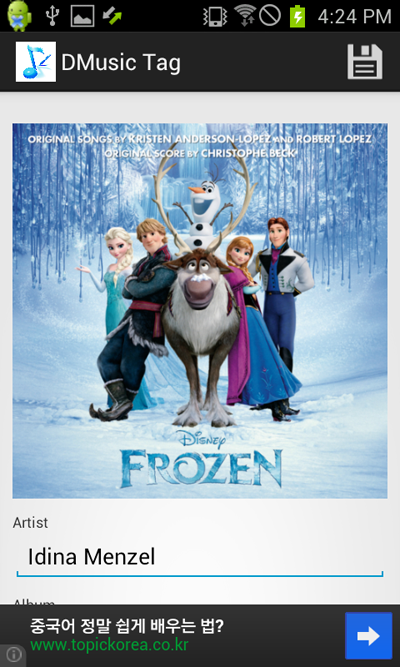 4:24 PM
DMusic Tag
ORIGINAL SONGS BY KRISTEN ANDERSON-LOPEZ AND ROBERT LOPEZ
ORIGINAL SCORE BY CHRISTOPHE BECK
Disney
FROZEN
Artist
Idina Menzel
Album
중국어 정말 쉽게 배우는 법?
www.topickorea.co.kr